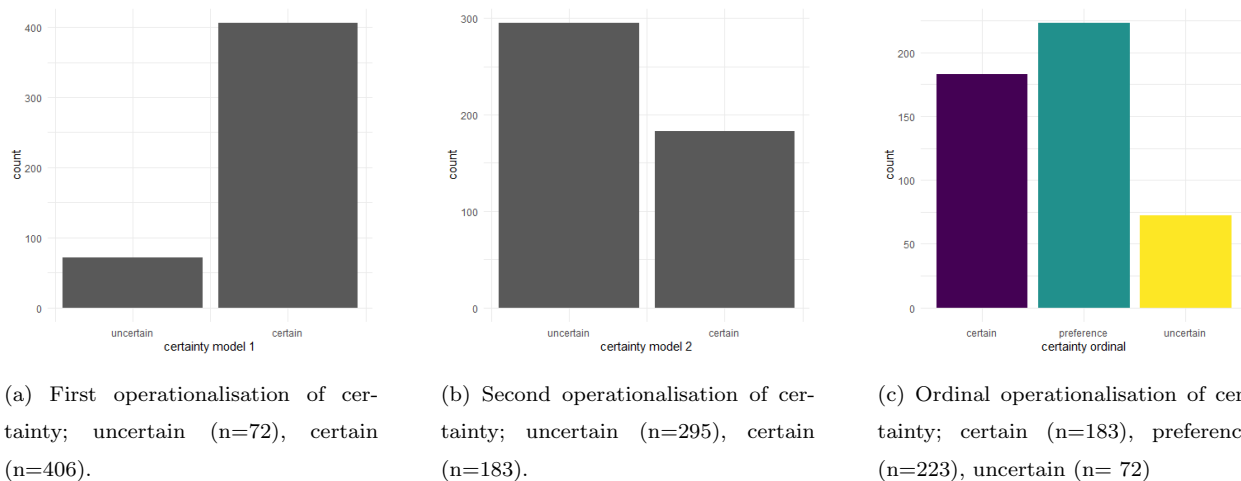 400
300
200
100
0
count
uncertain
certain
certainty model 1
300
200
100
0
count
uncertain
certain
certainty model 2
200
150
100
50
0
count
certain
preference
uncertain
certainty ordinal
(a) First operationalisation of cer-
tainty; uncertain (n=72), certain
(n=406).
(b) Second operationalisation of cer-
tainty; uncertain (n=295), certain
(n=183).
(c) Ordinal operationalisation of cer
tainty; certain (n=183), preferenc
(n=223), uncertain (n= 72)